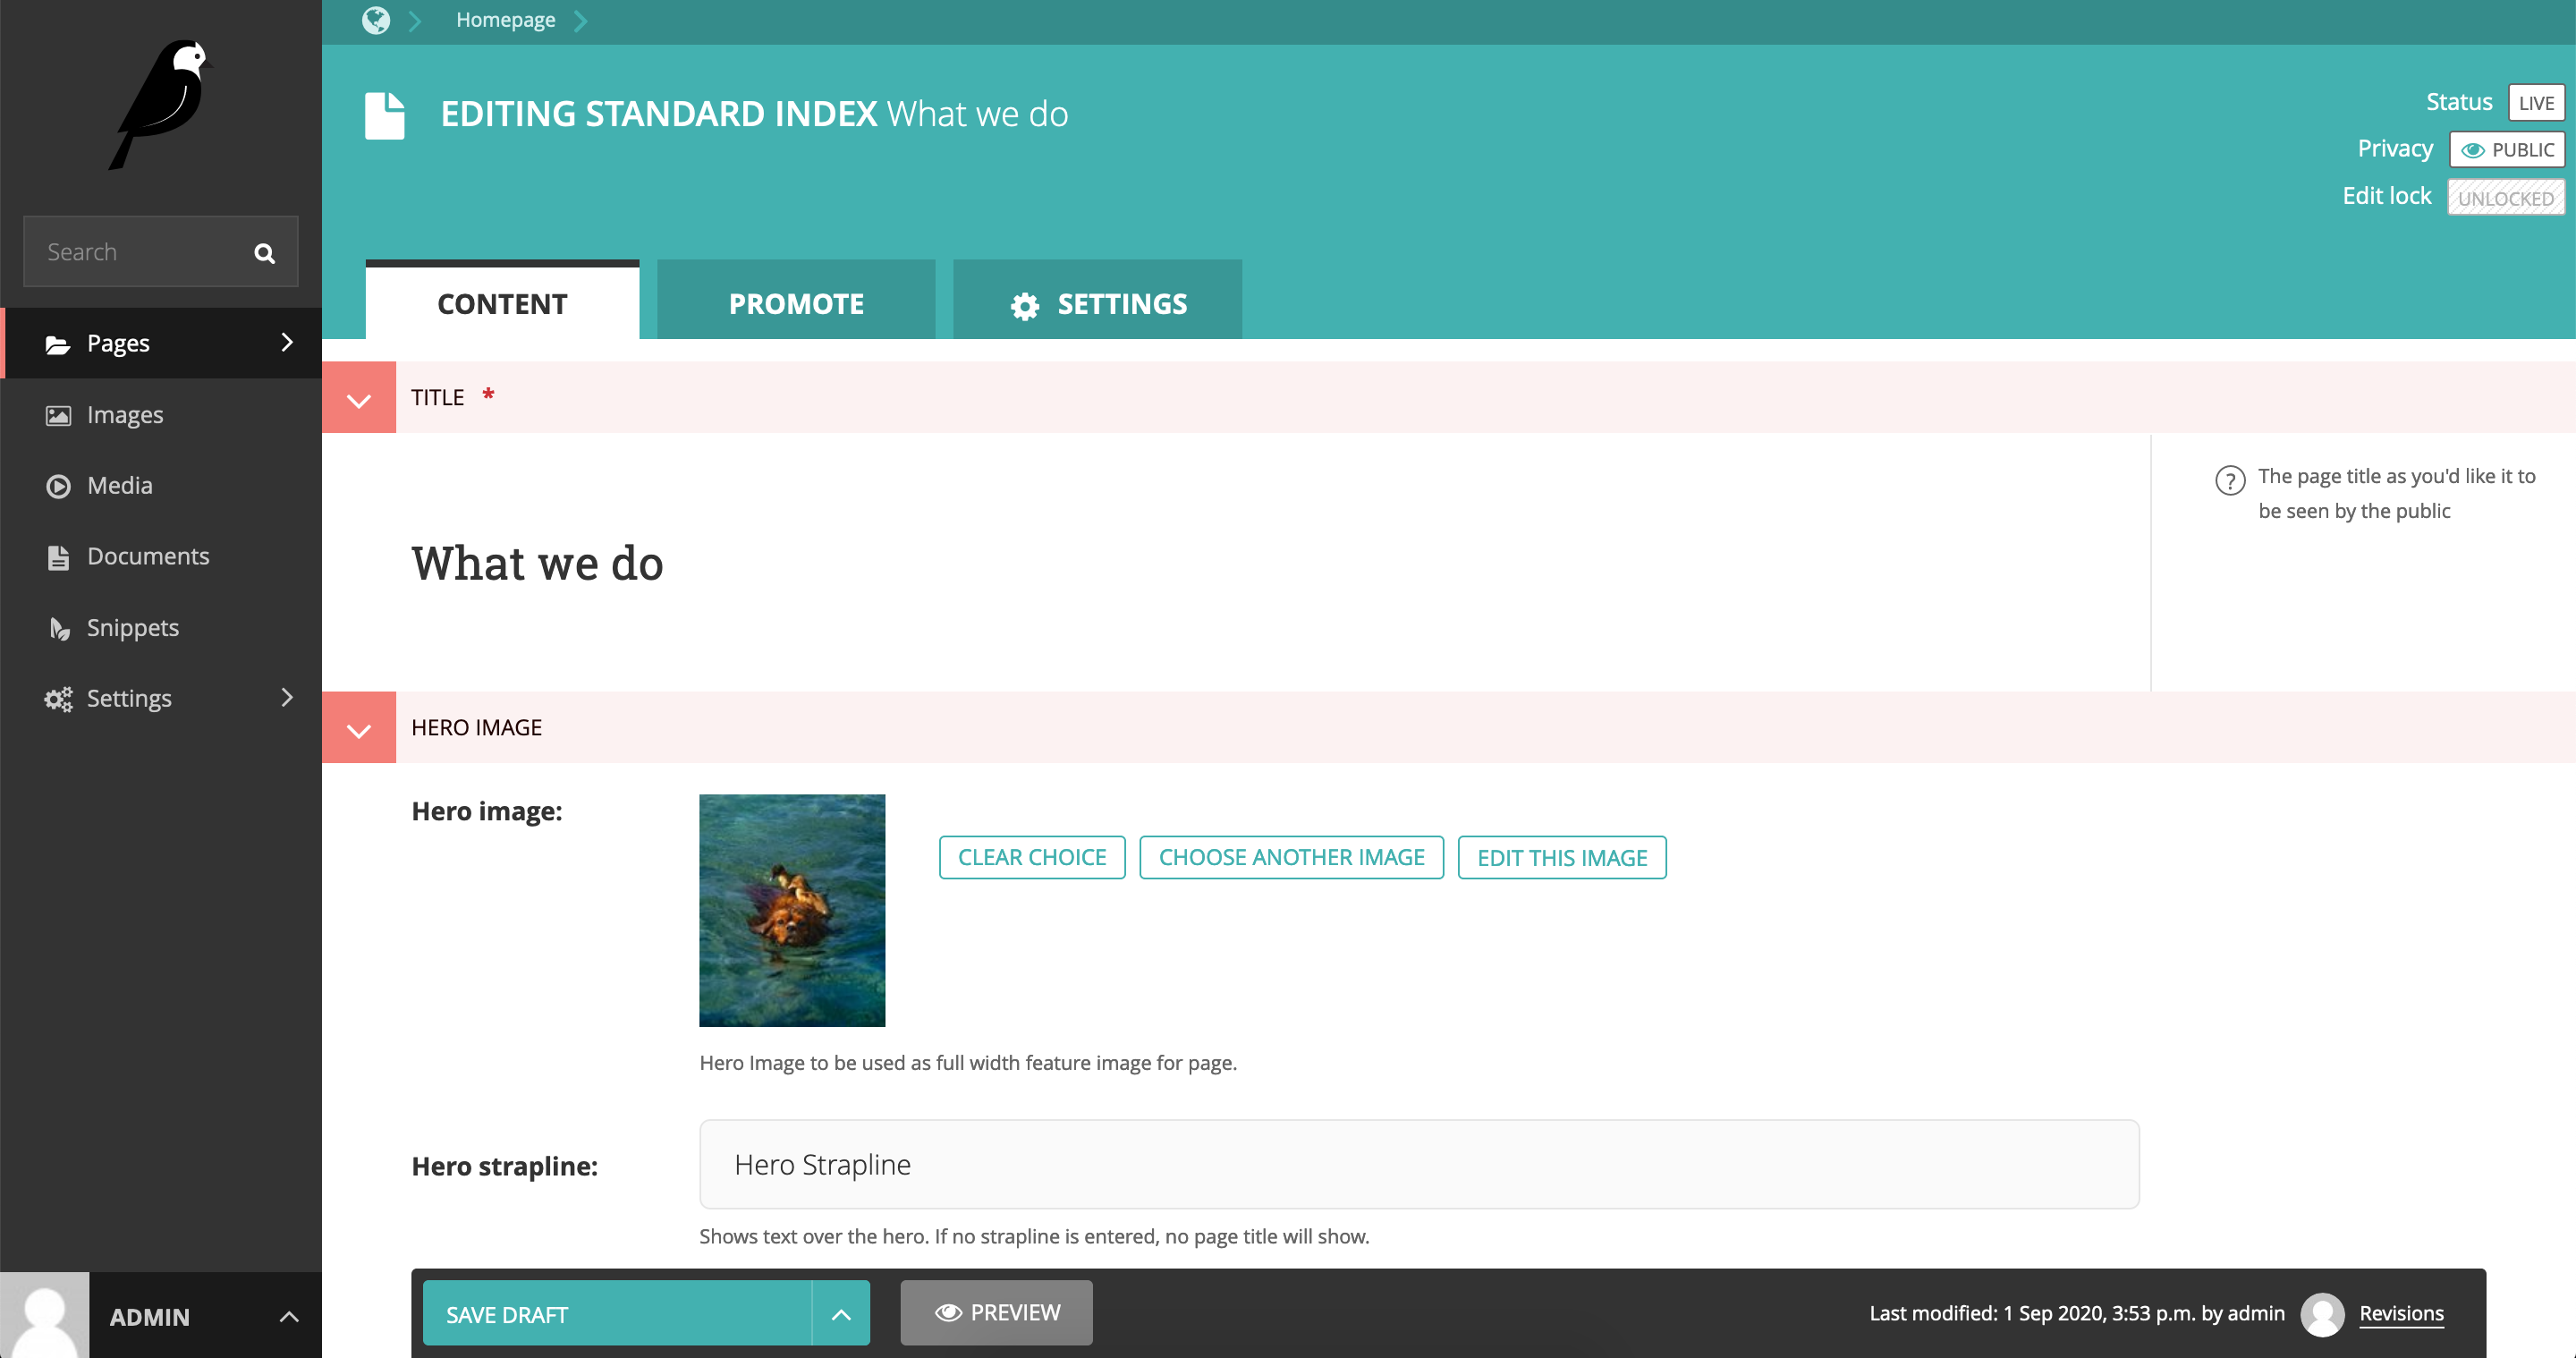 Homepage
EDITING STANDARD INDEX What we do
Status LIVE
Privacy PUBLIC
Edit lock UNLOCKED
Search
Pages
Images
Media
Documents
Snippets
Settings
CONTENT
PROMOTE
SETTINGS
TITLE *
What we do
The page title as you'd like it to
be seen by the public
HERO IMAGE
Hero image:
CLEAR CHOICE
CHOOSE ANOTHER IMAGE
EDIT THIS IMAGE
Hero Image to be used as full width feature image for page.
Hero strapline:
Hero Strapline
Shows text over the hero. If no strapline is entered, no page title will show.
ADMIN
SAVE DRAFT
PREVIEW
Last modified: 1 Sep 2020, 3:53 p.m. by admin
Revisions